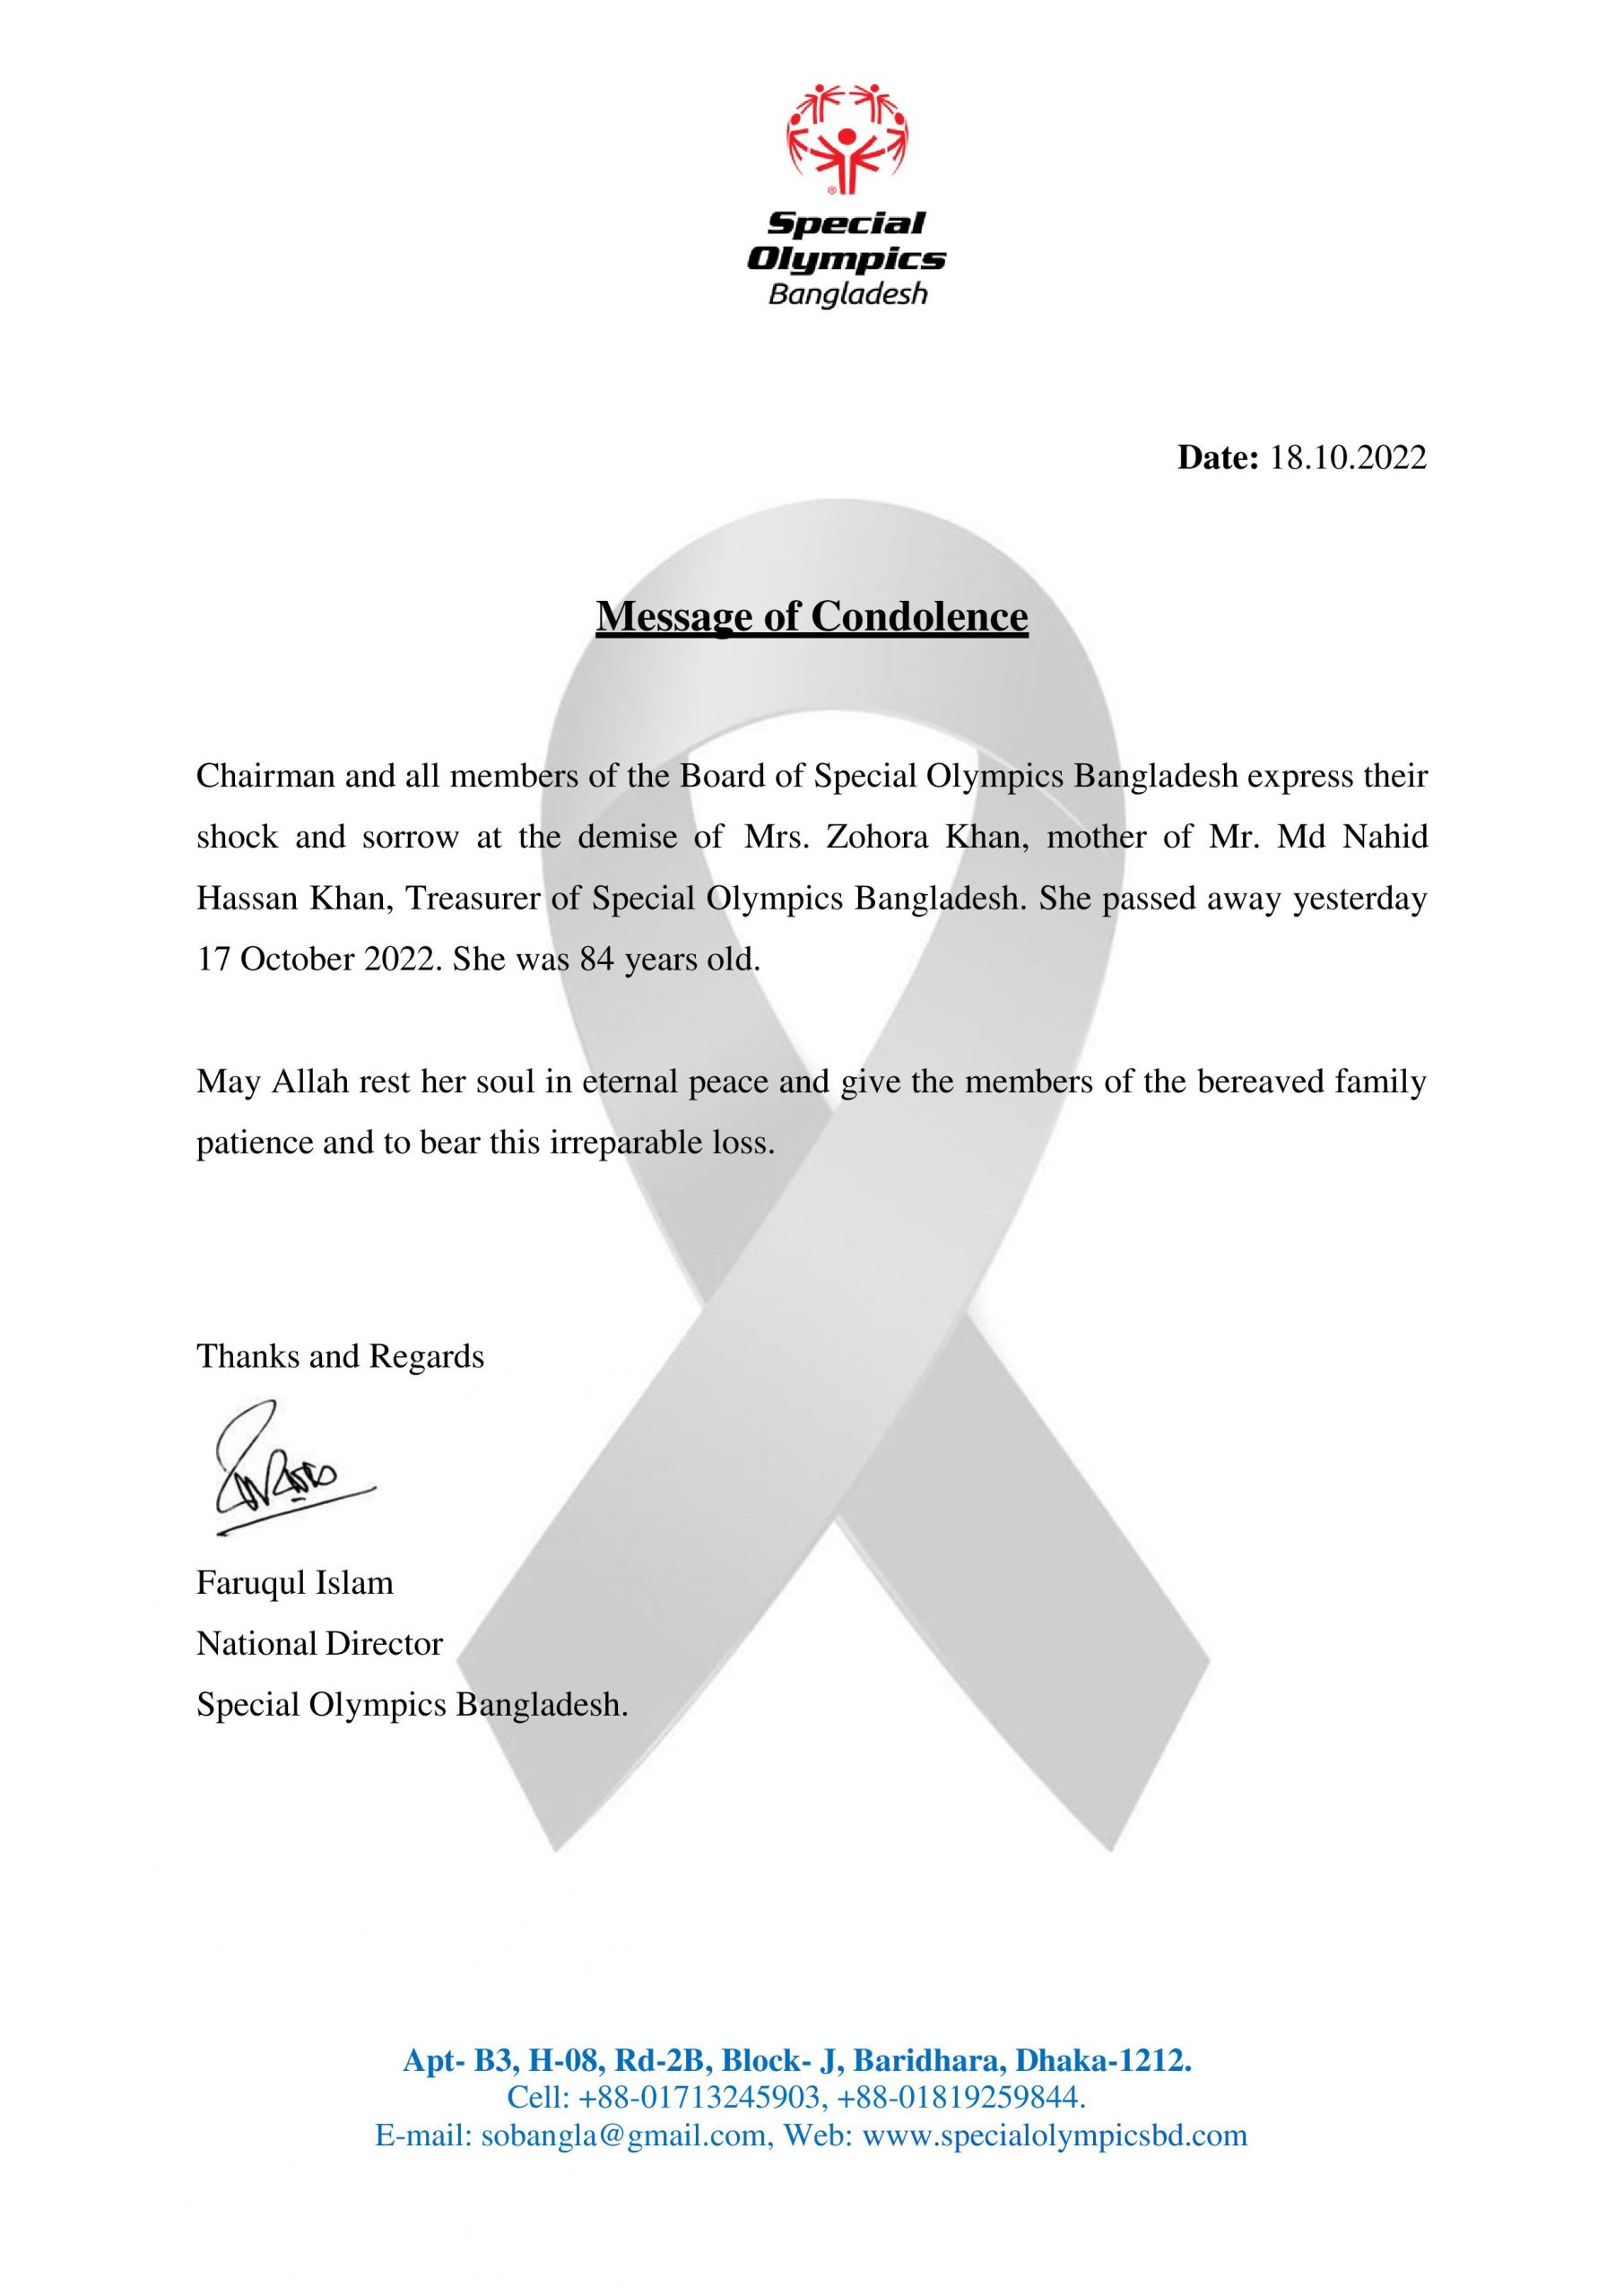 Special
Olympics
Bangladesh
Date: 18.10.2022
Message of Condolence
Chairman and all members of the Board of Special Olympics Bangladesh express their
shock and sorrow at the demise of Mrs. Zohora Khan, mother of Mr. Md Nahid
Hassan Khan, Treasurer of Special Olympics Bangladesh. She passed away yesterday
17 October 2022. She was 84 years old.
May Allah rest her soul in eternal peace and give the members of the bereaved family
patience and to bear this irreparable loss.
Thanks and Regards
Faruqul Islam
National Director
Special Olympics Bangladesh.
Apt- B3, H-08, Rd-2B, Block- J, Baridhara, Dhaka-1212.
Cell: +88-01713245903, +88-01819259844.
E-mail: sobangla@gmail.com, Web: www.specialolympicsbd.com